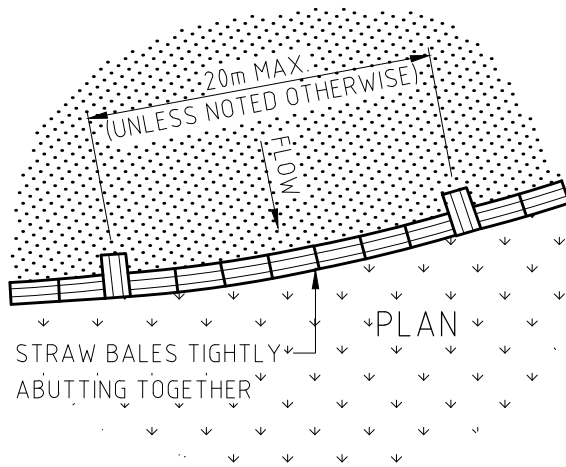 20m MAX.
(UNLESS NOTED OTHERWISE)
FLOW
PLAN
STRAW BALES TIGHTLY
ABUTTING TOGETHER